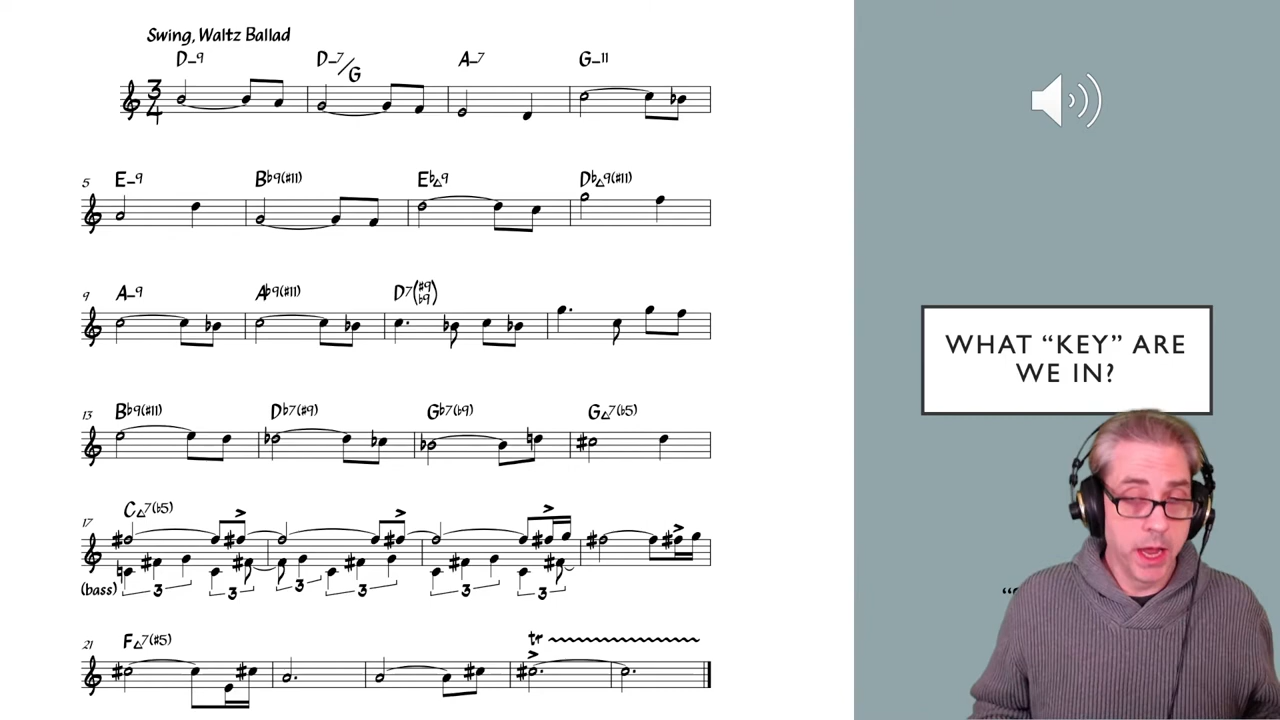 Swing, Waltz Ballad
D–9 D–7/G A–7 G–11
3
4
5
E–9 B♭9(♯11) E♭△9 D♭△9(♯11)
9
A–9 A♭9(♯11) D7(♯9♭9)
13
B♭9(♯11) D♭7(♯9) G♭7(♭9) G△7(♭5)
17
C△7(♭5)
(bass) 3 3 3 3 3 3
21
F△7(♯5) tr
WHAT “KEY” ARE
WE IN?